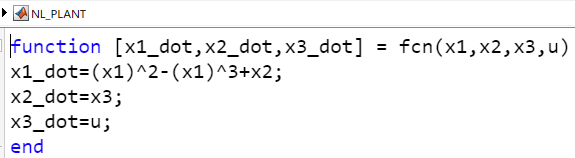 NL_PLANT
function [x1_dot,x2_dot,x3_dot] = fcn(x1,x2,x3,u)
x1_dot=(x1)^2-(x1)^3+x2;
x2_dot=x3;
x3_dot=u;
end